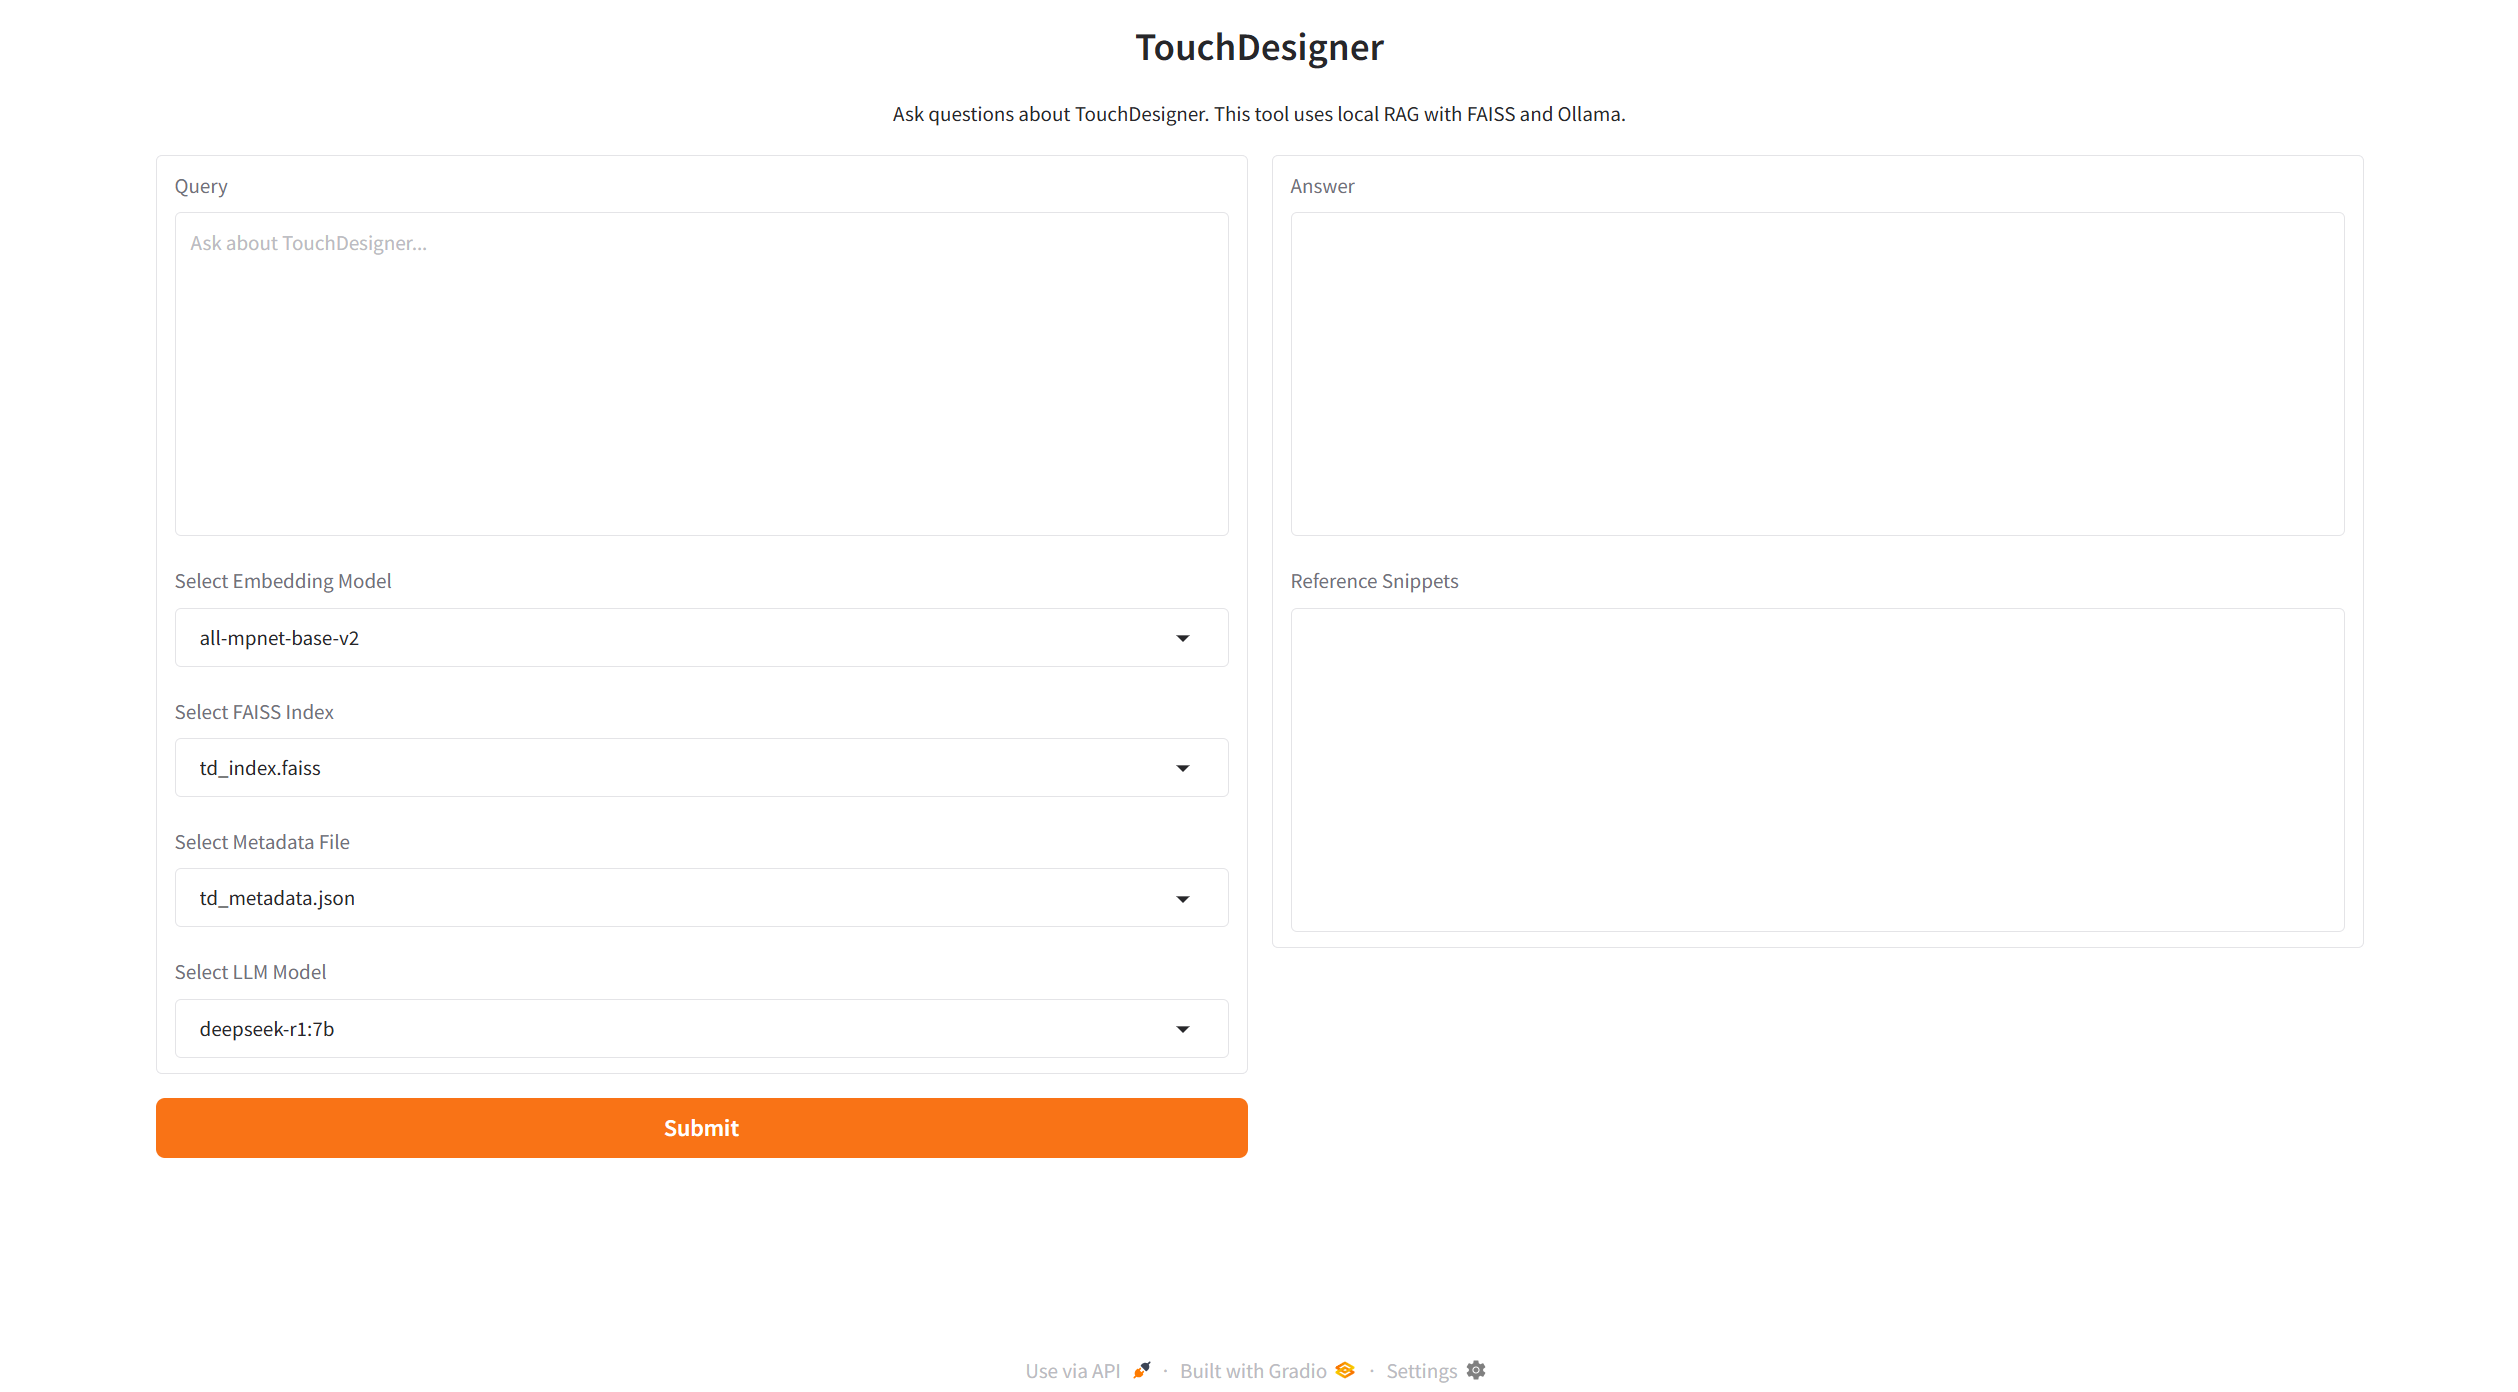 TouchDesigner
Ask questions about TouchDesigner. This tool uses local RAG with FAISS and Ollama.
Query
Ask about TouchDesigner...
Select Embedding Model
all-mpnet-base-v2
Select FAISS Index
td_index.faiss
Select Metadata File
td_metadata.json
Select LLM Model
deepseek-r1:7b
Submit
Answer
Reference Snippets
Use via API · Built with Gradio · Settings